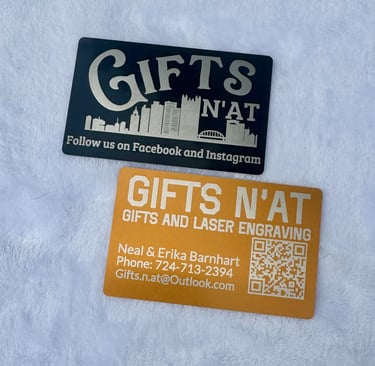 GIFTS
N'AT
Follow us on Facebook and Instagram
GIFTS N'AT
GIFTS AND LASER ENGRAVING
Neal & Erika Barnhart
Phone: 724-713-2394
Gifts.n.at@Outlook.com